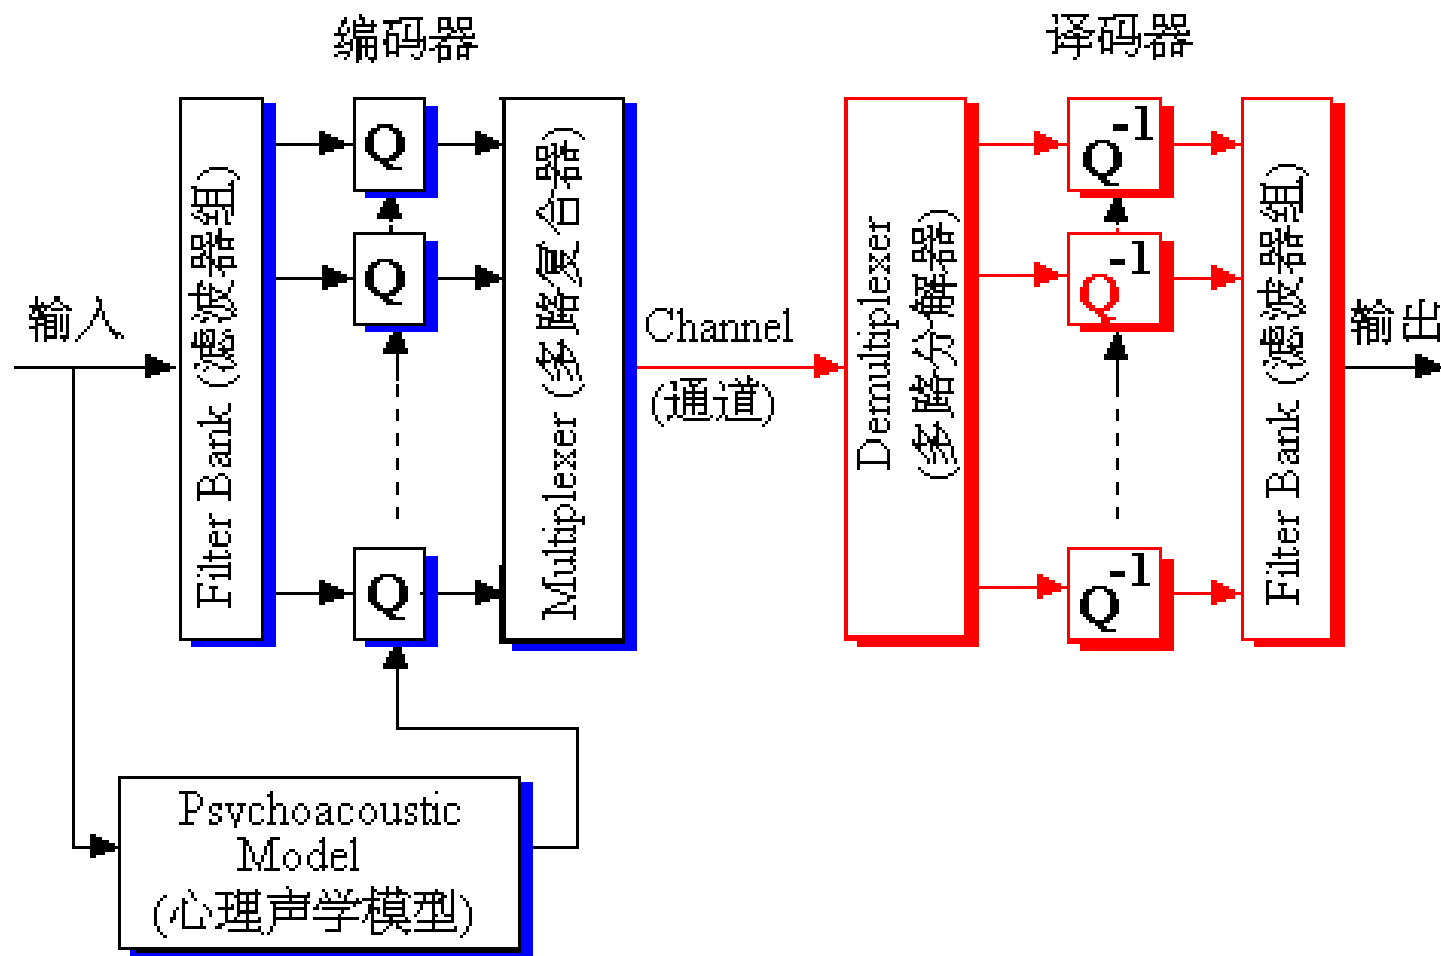 编码器
译码器
输入
Filter Bank (滤波器组)
Q
Q
Q
Multiplexer (多路复合器)
Psychoacoustic
Model
(心理声学模型)
Channel
(通道)
Demultiplexer
(多路分解器)
Q-1
Q-1
Q-1
Filter Bank (滤波器组)
输出